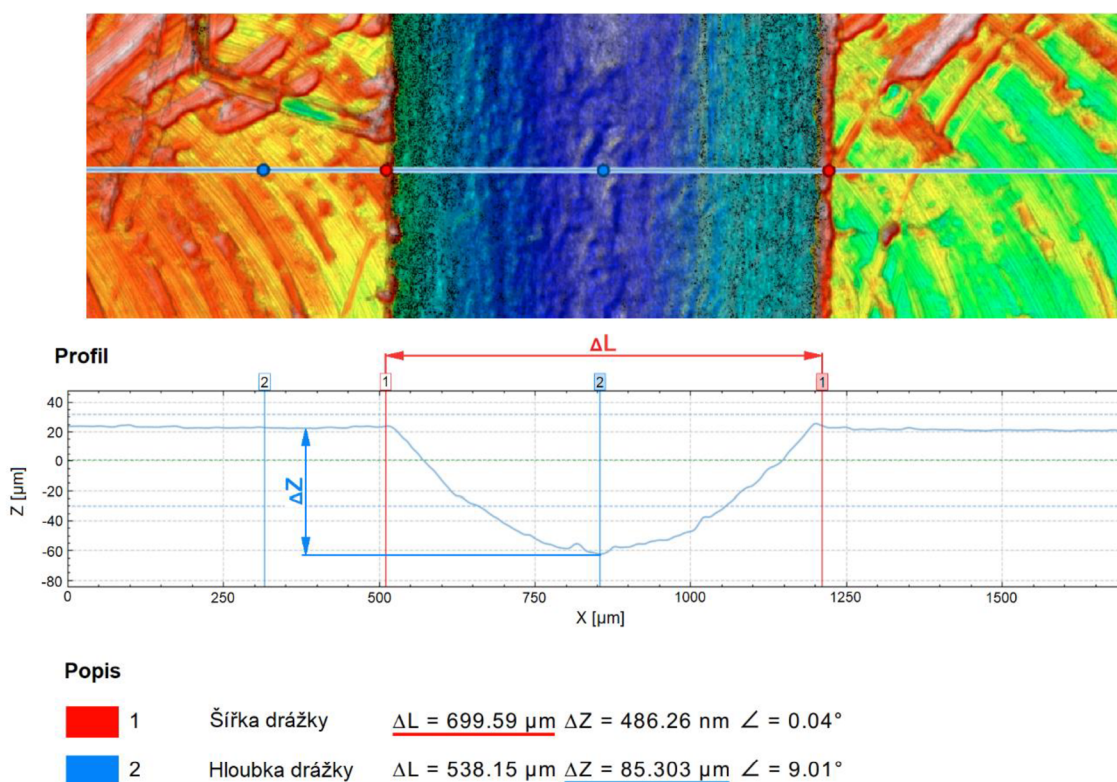 Profil
ΔL
2 1 2 1
40
20
0
-20
-40
-60
-80
Z [µm]
ΔZ
0 250 500 750 1000 1250 1500
X [µm]
Popis
1 Šířka drážky ΔL = 699.59 µm ΔZ = 486.26 nm ∠ = 0.04°
2 Hloubka drážky ΔL = 538.15 µm ΔZ = 85.303 µm ∠ = 9.01°